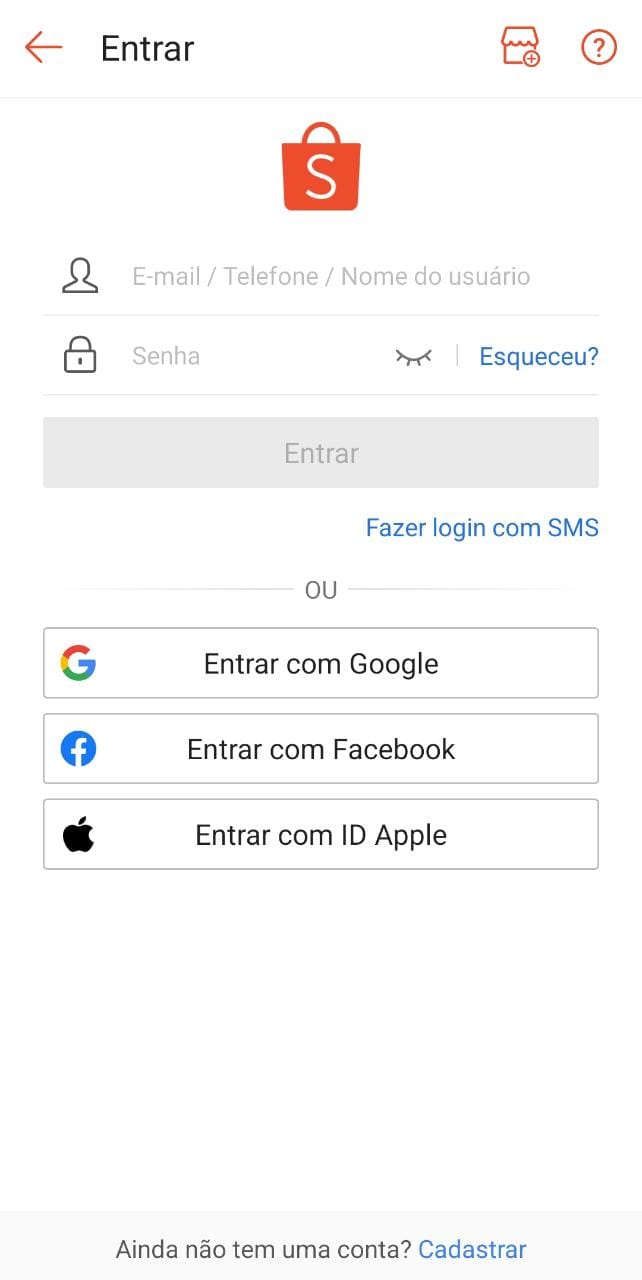 Entrar
S
E-mail / Telefone / Nome do usuário
Senha
Esqueceu?
Entrar
Fazer login com SMS
OU
Entrar com Google
Entrar com Facebook
Entrar com ID Apple
Ainda não tem uma conta? Cadastrar